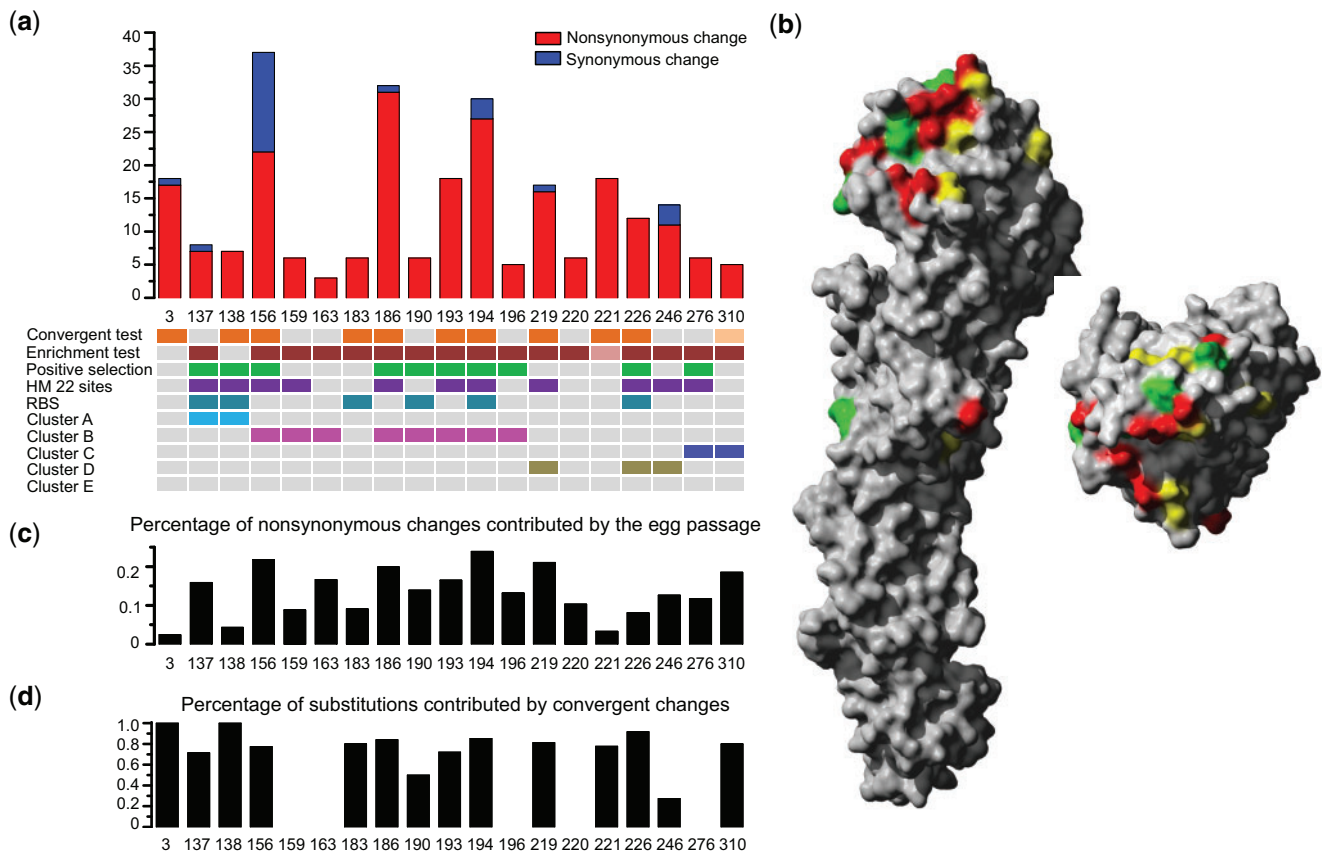 (a)
Nonsynonymous change
Synonymous change
40
35
30
25
20
15
10
5
0
3 137 138 156 159 163 183 186 190 193 194 196 219 220 221 226 246 276 310
Convergent test
Enrichment test
Positive selection
HM 22 sites
RBS
Cluster A
Cluster B
Cluster C
Cluster D
Cluster E
(b)
(c)
Percentage of nonsynonymous changes contributed by the egg passage
0.2
0.1
0
3 137 138 156 159 163 183 186 190 193 194 196 219 220 221 226 246 276 310
(d)
Percentage of substitutions contributed by convergent changes
1.0
0.8
0.6
0.4
0.2
0
3 137 138 156 159 163 183 186 190 193 194 196 219 220 221 226 246 276 310